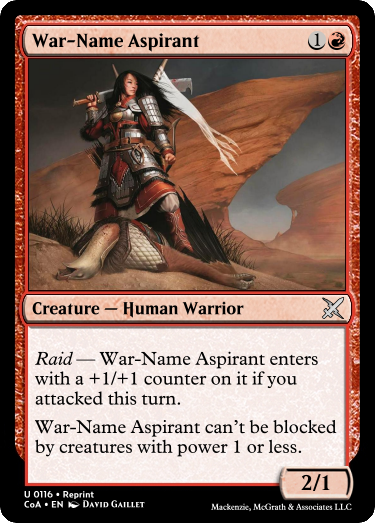 War-Name Aspirant 1
Creature — Human Warrior
Raid — War-Name Aspirant enters
with a +1/+1 counter on it if you
attacked this turn.
War-Name Aspirant can't be blocked
by creatures with power 1 or less.
2/1
U 0116 • Reprint
CoA • EN David Gaillet
Mackenzie, McGrath & Associates LLC